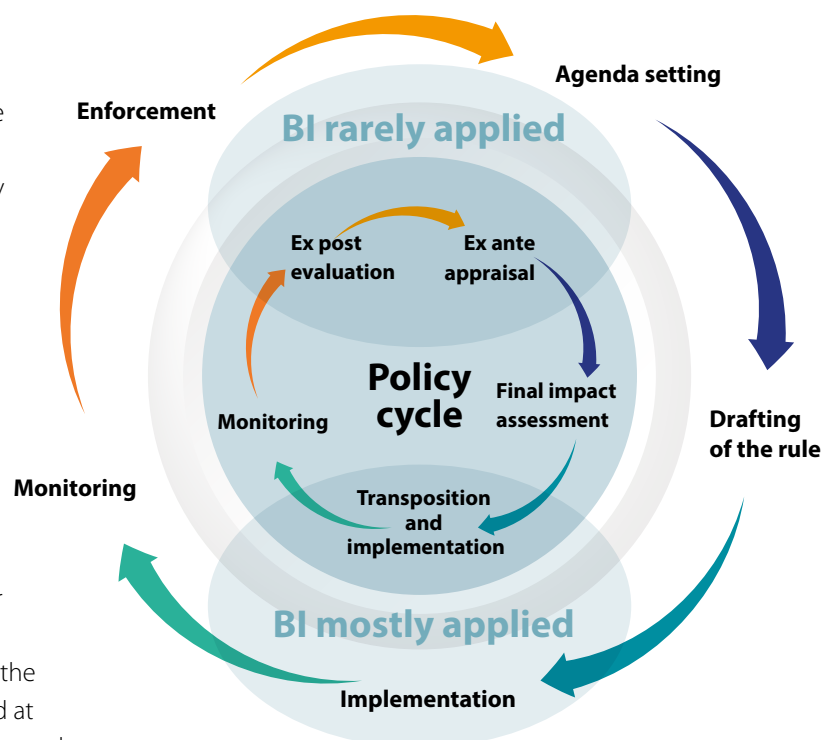 Agenda setting
Enforcement
BI rarely applied
Ex post
evaluation
Ex ante
appraisal
Policy
cycle
Final impact
assessment
Monitoring
Drafting
of the rule
Monitoring
Transposition
and
implementation
BI mostly applied
the
Implementation